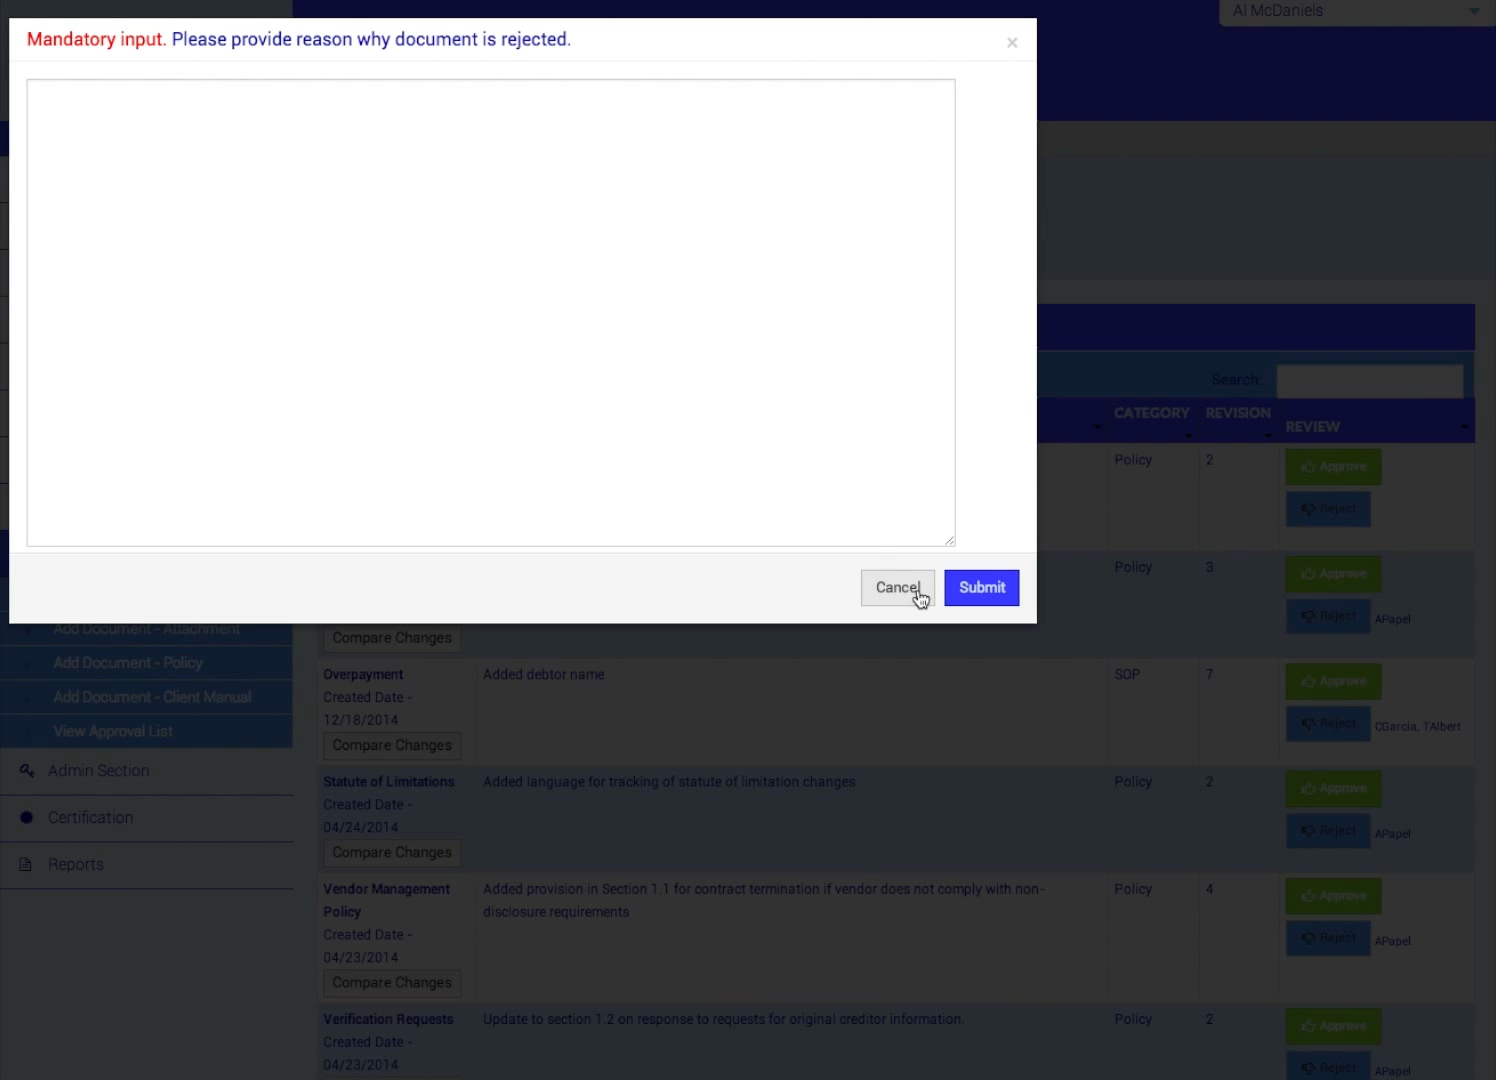 Al McDaniels
Mandatory input. Please provide reason why document is rejected.
×
Cancel
Submit
Search:
CATEGORY
REVISION
REVIEW
Policy
2
Approve
Reject
Policy
3
Approve
Reject
APapel
Compare Changes
Overpayment
Created Date -
12/18/2014
Compare Changes
Added debtor name
SOP
7
Approve
Reject
CGarcia, TAlbert
Statute of Limitations
Created Date -
04/24/2014
Compare Changes
Added language for tracking of statute of limitation changes
Policy
2
Approve
Reject
APapel
Vendor Management
Policy
Created Date -
04/23/2014
Compare Changes
Added provision in Section 1.1 for contract termination if vendor does not comply with non-
disclosure requirements
Policy
4
Approve
Reject
APapel
Verification Requests
Created Date -
04/23/2014
Update to section 1.2 on response to requests for original creditor information.
Policy
2
Approve
Reject
APapel
Add Document - Attachment
Add Document - Policy
Add Document - Client Manual
View Approval List
Admin Section
Certification
Reports